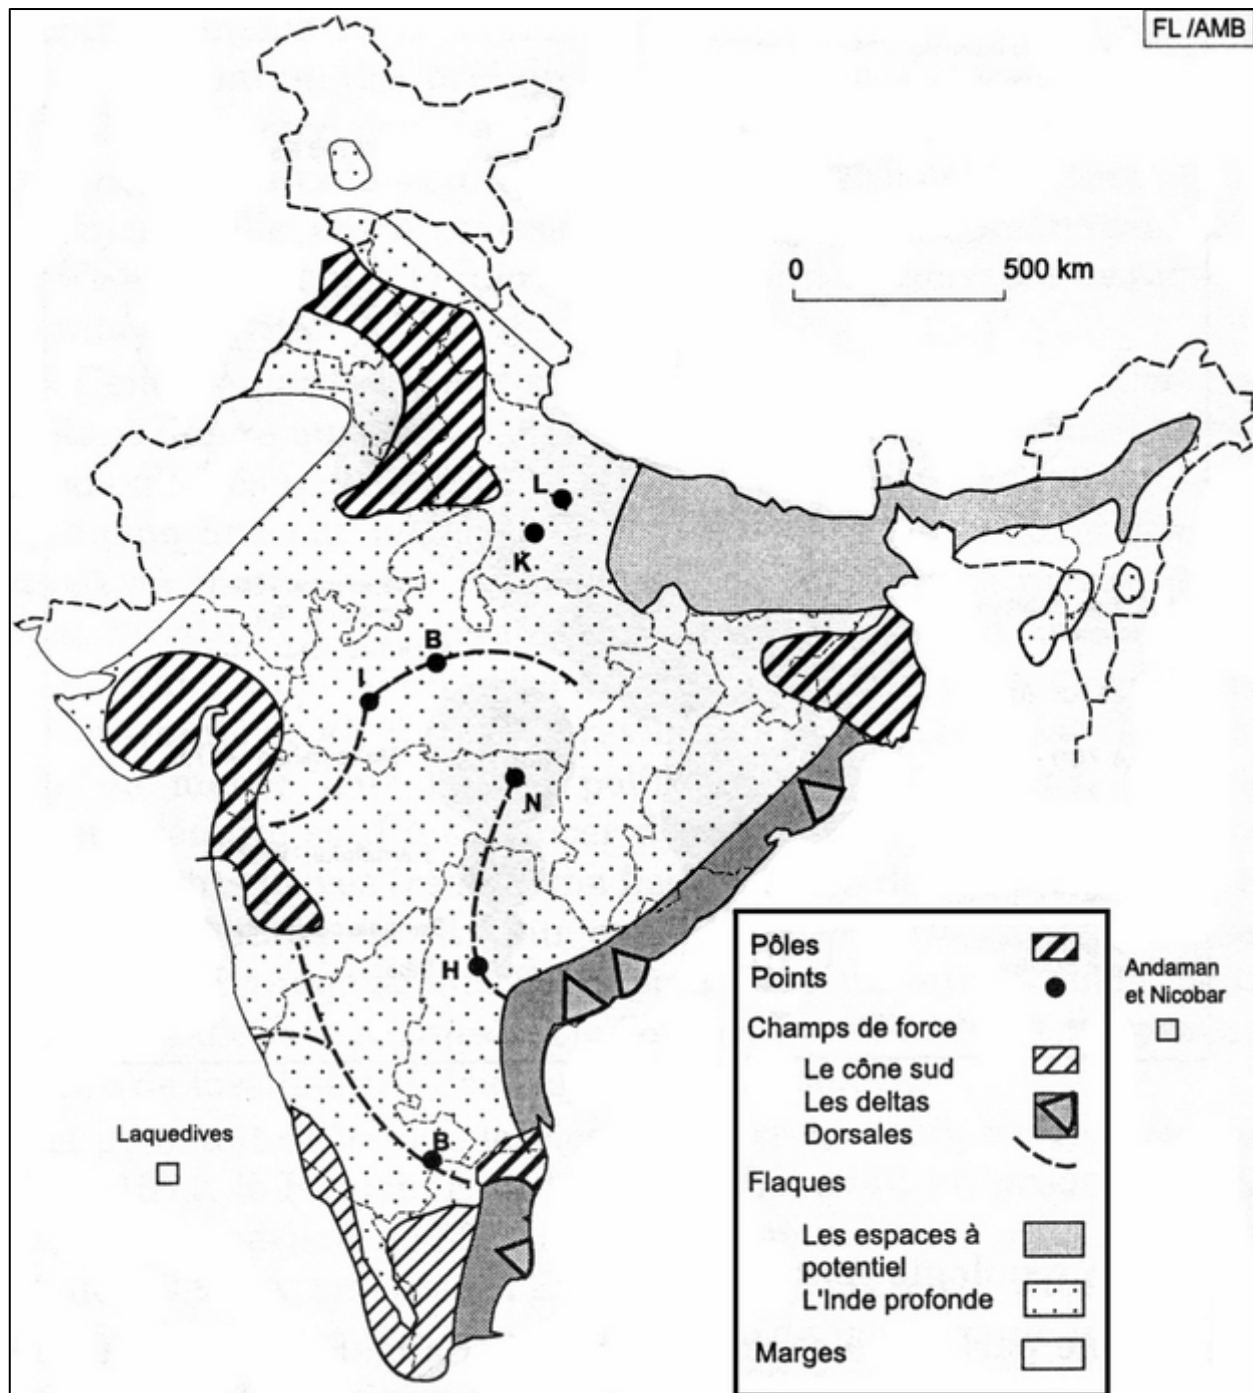 FL /AMB
0 500 km
L
K
B
I
N
H
B
Laquedives
Andaman
et Nicobar
Pôles
Points
Champs de force
Le cône sud
Les deltas
Dorsales
Flaques
Les espaces à
potentiel
L'Inde profonde
Marges